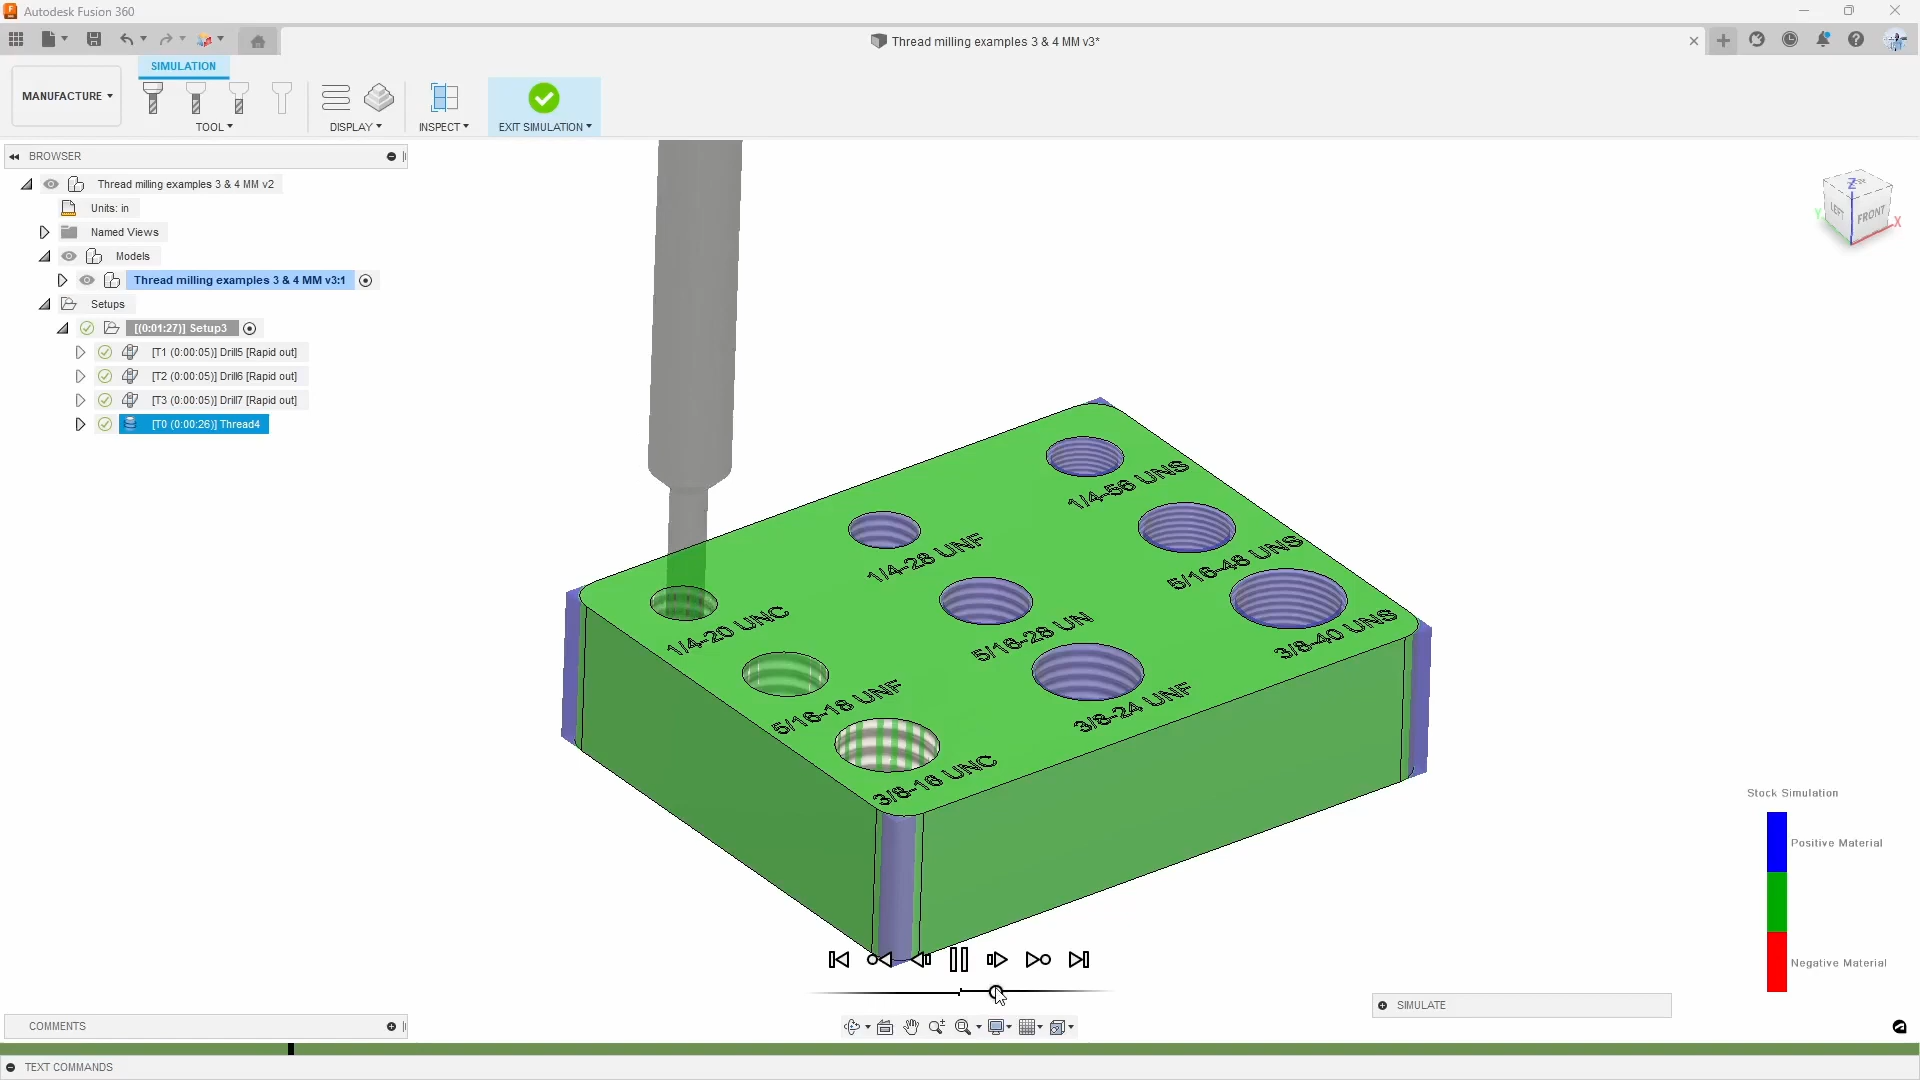 Autodesk Fusion 360
Thread milling examples 3 & 4 MM v3*
SIMULATION
MANUFACTURE
TOOL
DISPLAY
INSPECT
EXIT SIMULATION
BROWSER
Thread milling examples 3 & 4 MM v2
Units: in
Named Views
Models
Thread milling examples 3 & 4 MM v3:1
Setups
[(0:01:27)] Setup3
[T1 (0:00:05)] Drill5 [Rapid out]
[T2 (0:00:05)] Drill6 [Rapid out]
[T3 (0:00:05)] Drill7 [Rapid out]
[T0 (0:00:26)] Thread4
Z
LEFT
FRONT
Y
X
1/4-56 UNS
1/4-28 UNF
5/16-48 UNS
1/4-20 UNC
5/16-28 UN
3/8-40 UNS
5/16-18 UNF
3/8-24 UNF
3/8-16 UNC
Stock Simulation
Positive Material
Negative Material
SIMULATE
COMMENTS
TEXT COMMANDS